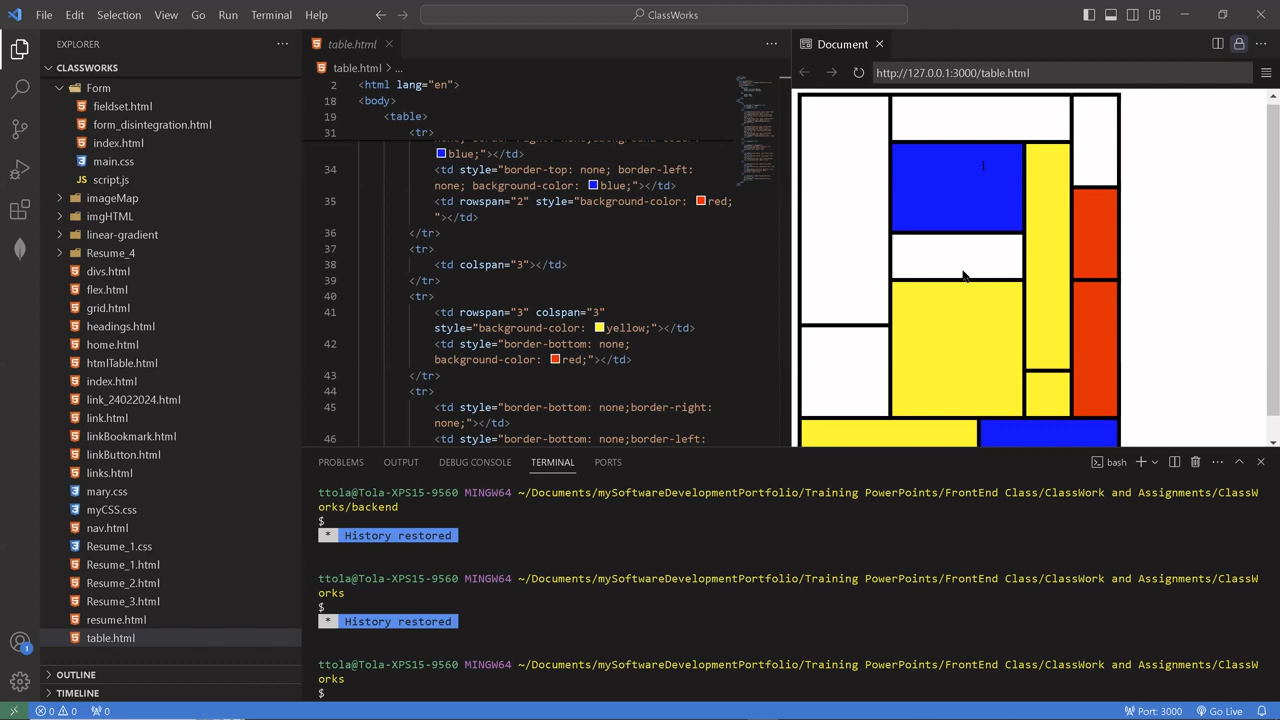 File Edit Selection View Go Run Terminal Help
ClassWorks
EXPLORER
CLASSWORKS
Form
fieldset.html
form_disintegration.html
index.html
main.css
JS script.js
imageMap
imgHTML
linear-gradient
Resume_4
divs.html
flex.html
grid.html
headings.html
home.html
htmlTable.html
index.html
link_24022024.html
link.html
linkBookmark.html
linkButton.html
links.html
mary.css
myCSS.css
nav.html
Resume_1.css
Resume_1.html
Resume_2.html
Resume_3.html
resume.html
table.html
OUTLINE
TIMELINE
table.html
table.html > ...
2 <html lang="en">
18 <body>
19 <table>
31 <tr>
blue;"></td>
34 <td style="border-top: none; border-left:
none; background-color: blue;"></td>
35 <td rowspan="2" style="background-color: red;
"></td>
36 </tr>
37 <tr>
38 <td colspan="3"></td>
39 </tr>
40 <tr>
41 <td rowspan="3" colspan="3"
style="background-color: yellow;"></td>
42 <td style="border-bottom: none;
background-color: red;"></td>
43 </tr>
44 <tr>
45 <td style="border-bottom: none;border-right:
none;"></td>
46 <td style="border-bottom: none;border-left:
Document
http://127.0.0.1:3000/table.html
PROBLEMS OUTPUT DEBUG CONSOLE TERMINAL PORTS
bash
ttola@Tola-XPS15-9560 MINGW64 ~/Documents/mySoftwareDevelopmentPortfolio/Training PowerPoints/FrontEnd Class/ClassWork and Assignments/ClassW
orks/backend
$
* History restored
ttola@Tola-XPS15-9560 MINGW64 ~/Documents/mySoftwareDevelopmentPortfolio/Training PowerPoints/FrontEnd Class/ClassWork and Assignments/ClassW
orks
$
* History restored
ttola@Tola-XPS15-9560 MINGW64 ~/Documents/mySoftwareDevelopmentPortfolio/Training PowerPoints/FrontEnd Class/ClassWork and Assignments/ClassW
orks
$
1
0 0 0 Port: 3000 Go Live